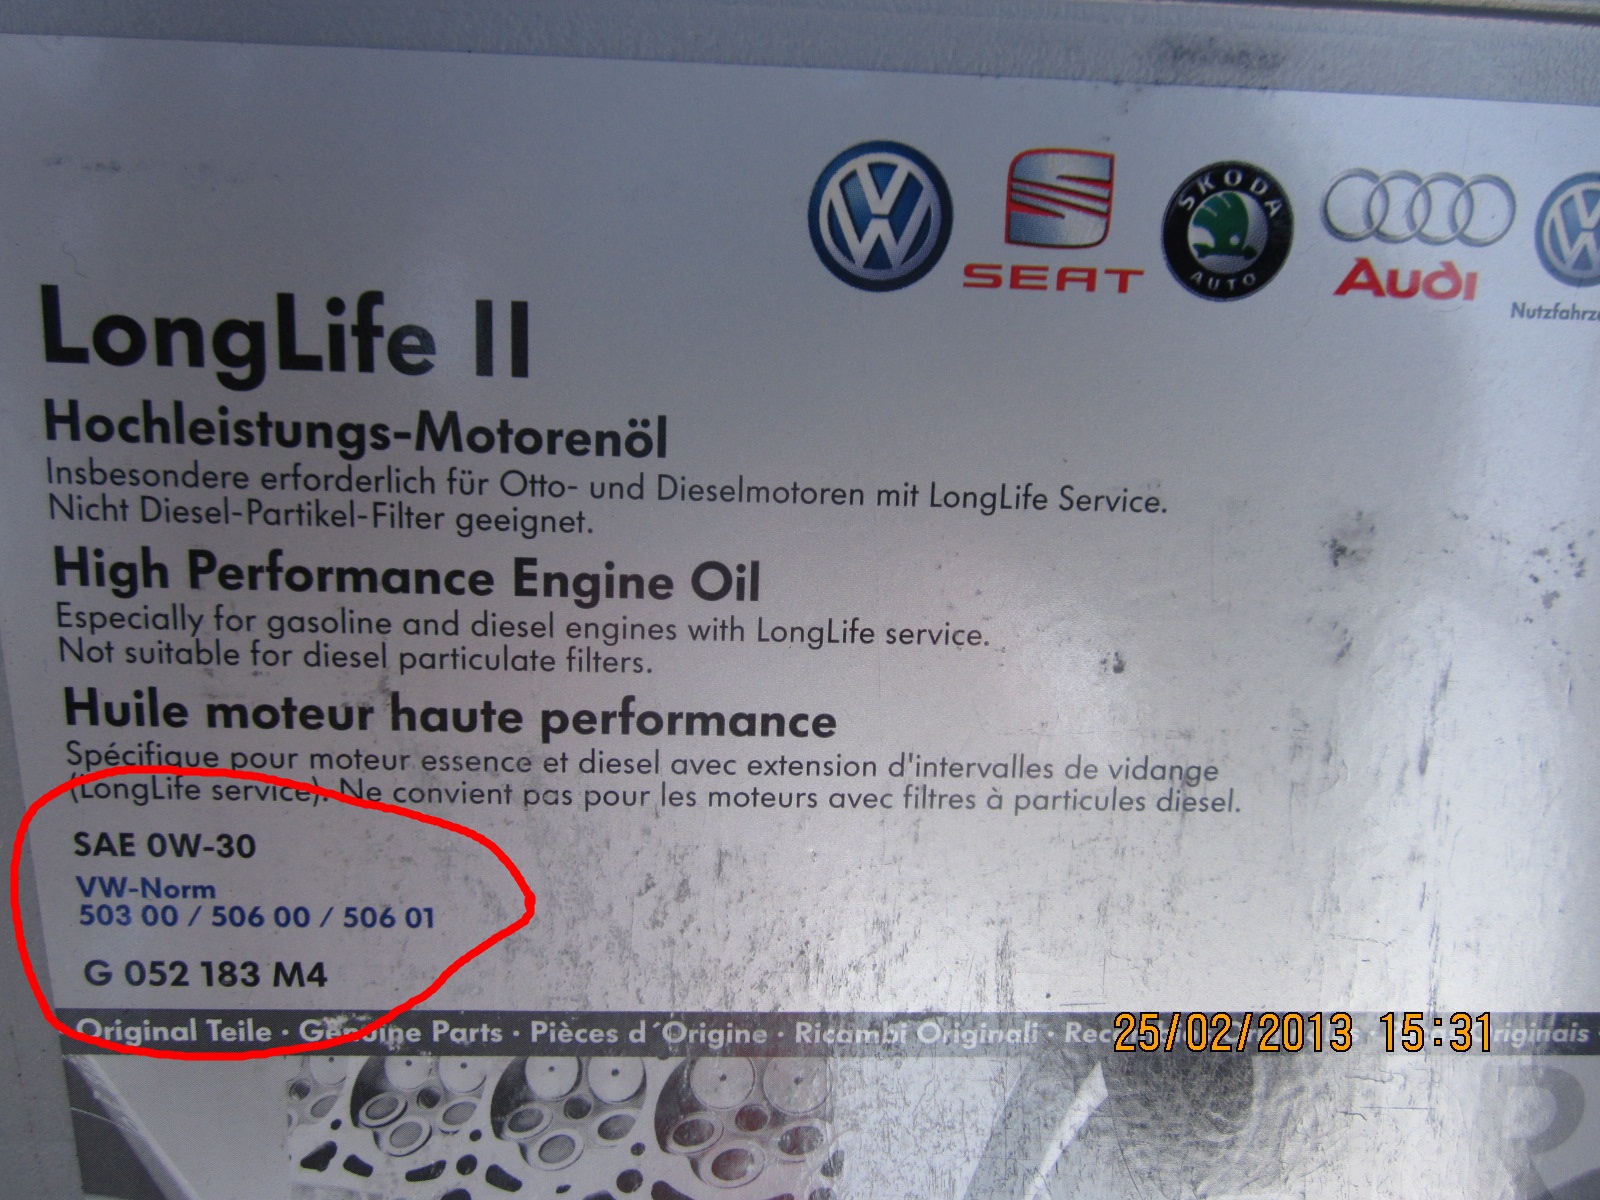 SKODA
AUTO
SEAT
Audi
LongLife II
Hochleistungs-Motorenöl
Insbesondere erforderlich für Otto- und Dieselmotoren mit LongLife Service.
Nicht Diesel-Partikel-Filter geeignet.
High Performance Engine Oil
Especially for gasoline and diesel engines with LongLife service.
Not suitable for diesel particulate filters.
Huile moteur haute performance
Spécifique pour moteur essence et diesel avec extension d'intervalles de vidange
(LongLife service). Ne convient pas pour les moteurs avec filtres à particules diesel.
SAE 0W-30
VW-Norm
503 00 / 506 00 / 506 01
G 052 183 M4
Original Teile · Genuine Parts · Pièces d´Origine · Ricambi Originali ·
25/02/2013 15:31